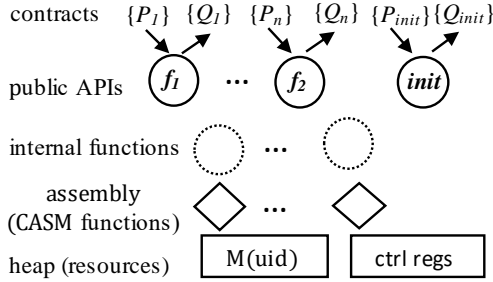 contracts {P1} {Q1} {Pn} {Qn} {Pinit} {Qinit}
public APIs f1 ... f2 init
internal functions ...
assembly
(CASM functions) ...
heap (resources) M(uid) ctrl regs